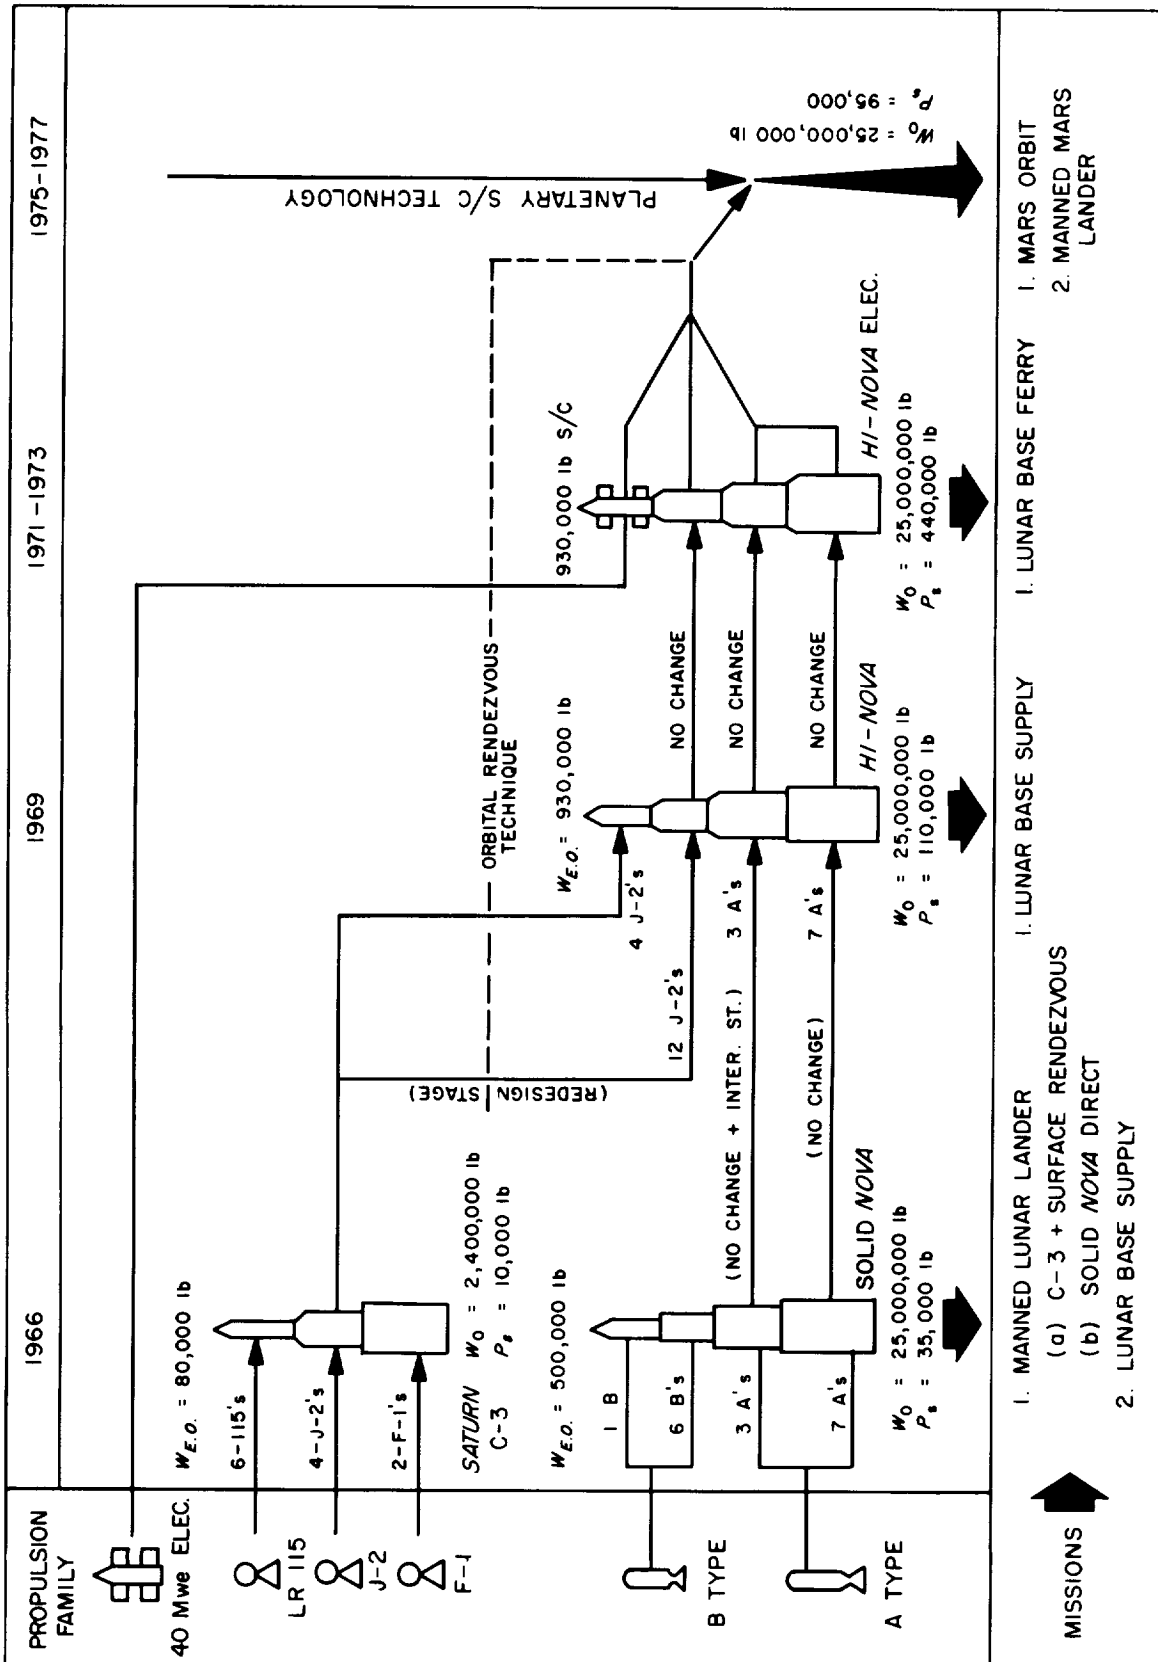 PROPULSION
FAMILY
1966
1969
1971-1973
1975-1977
40 Mwe ELEC.
LR 115
J-2
F-1
B TYPE
A TYPE
W_E.O. = 80,000 lb
6-115's
4-J-2's
2-F-1's
SATURN
C-3
W_O = 2,400,000 lb
P_s = 10,000 lb
W_E.O. = 500,000 lb
1 B
6 B's
3 A's
7 A's
SOLID NOVA
W_O = 25,000,000 lb
P_s = 35,000 lb
(REDESIGN STAGE)
(NO CHANGE + INTER. ST.)
(NO CHANGE)
ORBITAL RENDEZVOUS
TECHNIQUE
W_E.O. = 930,000 lb
4 J-2's
12 J-2's
3 A's
7 A's
HI-NOVA
W_O = 25,000,000 lb
P_s = 110,000 lb
NO CHANGE
NO CHANGE
NO CHANGE
930,000 lb S/C
HI-NOVA ELEC.
W_O = 25,000,000 lb
P_s = 440,000 lb
PLANETARY S/C TECHNOLOGY
W_O = 25,000,000 lb
P_s = 95,000
MISSIONS
1. MANNED LUNAR LANDER
(a) C-3 + SURFACE RENDEZVOUS
(b) SOLID NOVA DIRECT
2. LUNAR BASE SUPPLY
1. LUNAR BASE SUPPLY
1. LUNAR BASE FERRY
1. MARS ORBIT
2. MANNED MARS
LANDER